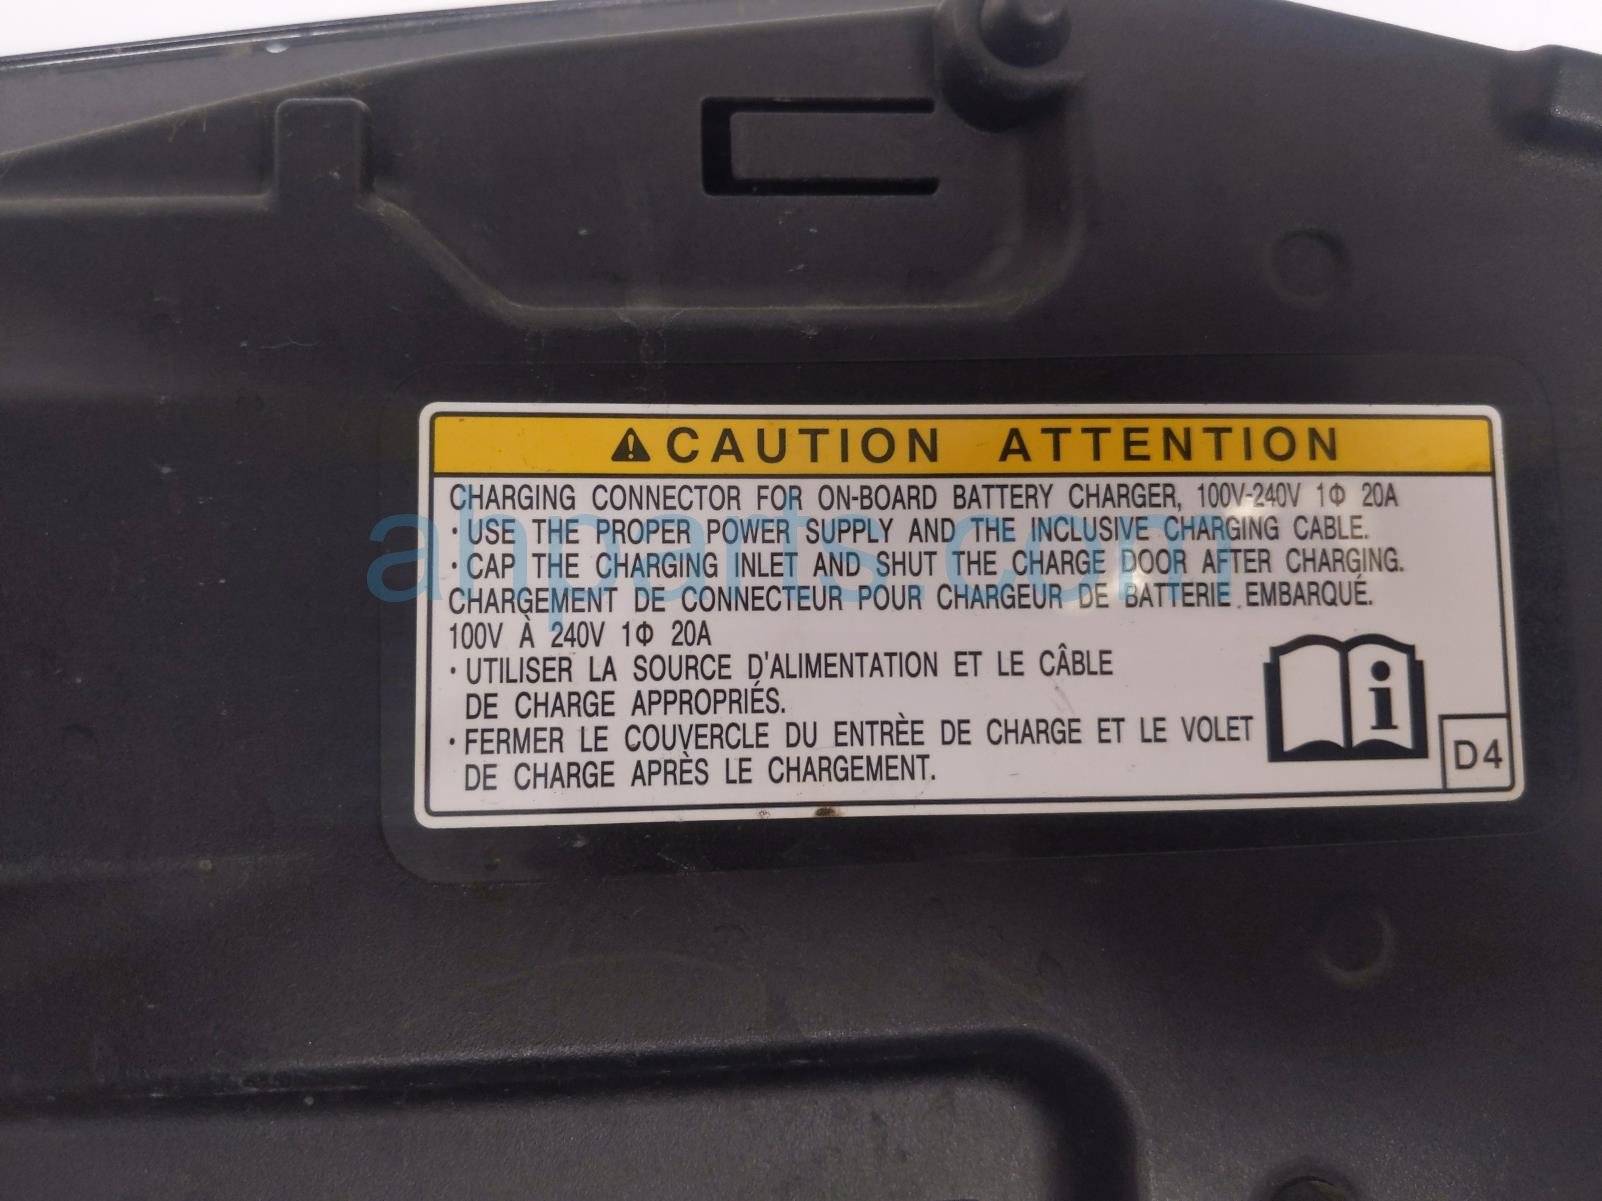 CAUTION ATTENTION
CHARGING CONNECTOR FOR ON-BOARD BATTERY CHARGER, 100V-240V 1Φ 20A
・USE THE PROPER POWER SUPPLY AND THE INCLUSIVE CHARGING CABLE.
・CAP THE CHARGING INLET AND SHUT THE CHARGE DOOR AFTER CHARGING.
CHARGEMENT DE CONNECTEUR POUR CHARGEUR DE BATTERIE EMBARQUÉ.
100V À 240V 1Φ 20A
・UTILISER LA SOURCE D'ALIMENTATION ET LE CÂBLE
DE CHARGE APPROPRIÉS.
・FERMER LE COUVERCLE DU ENTRÈE DE CHARGE ET LE VOLET
DE CHARGE APRÈS LE CHARGEMENT.
D4
ahparts.com